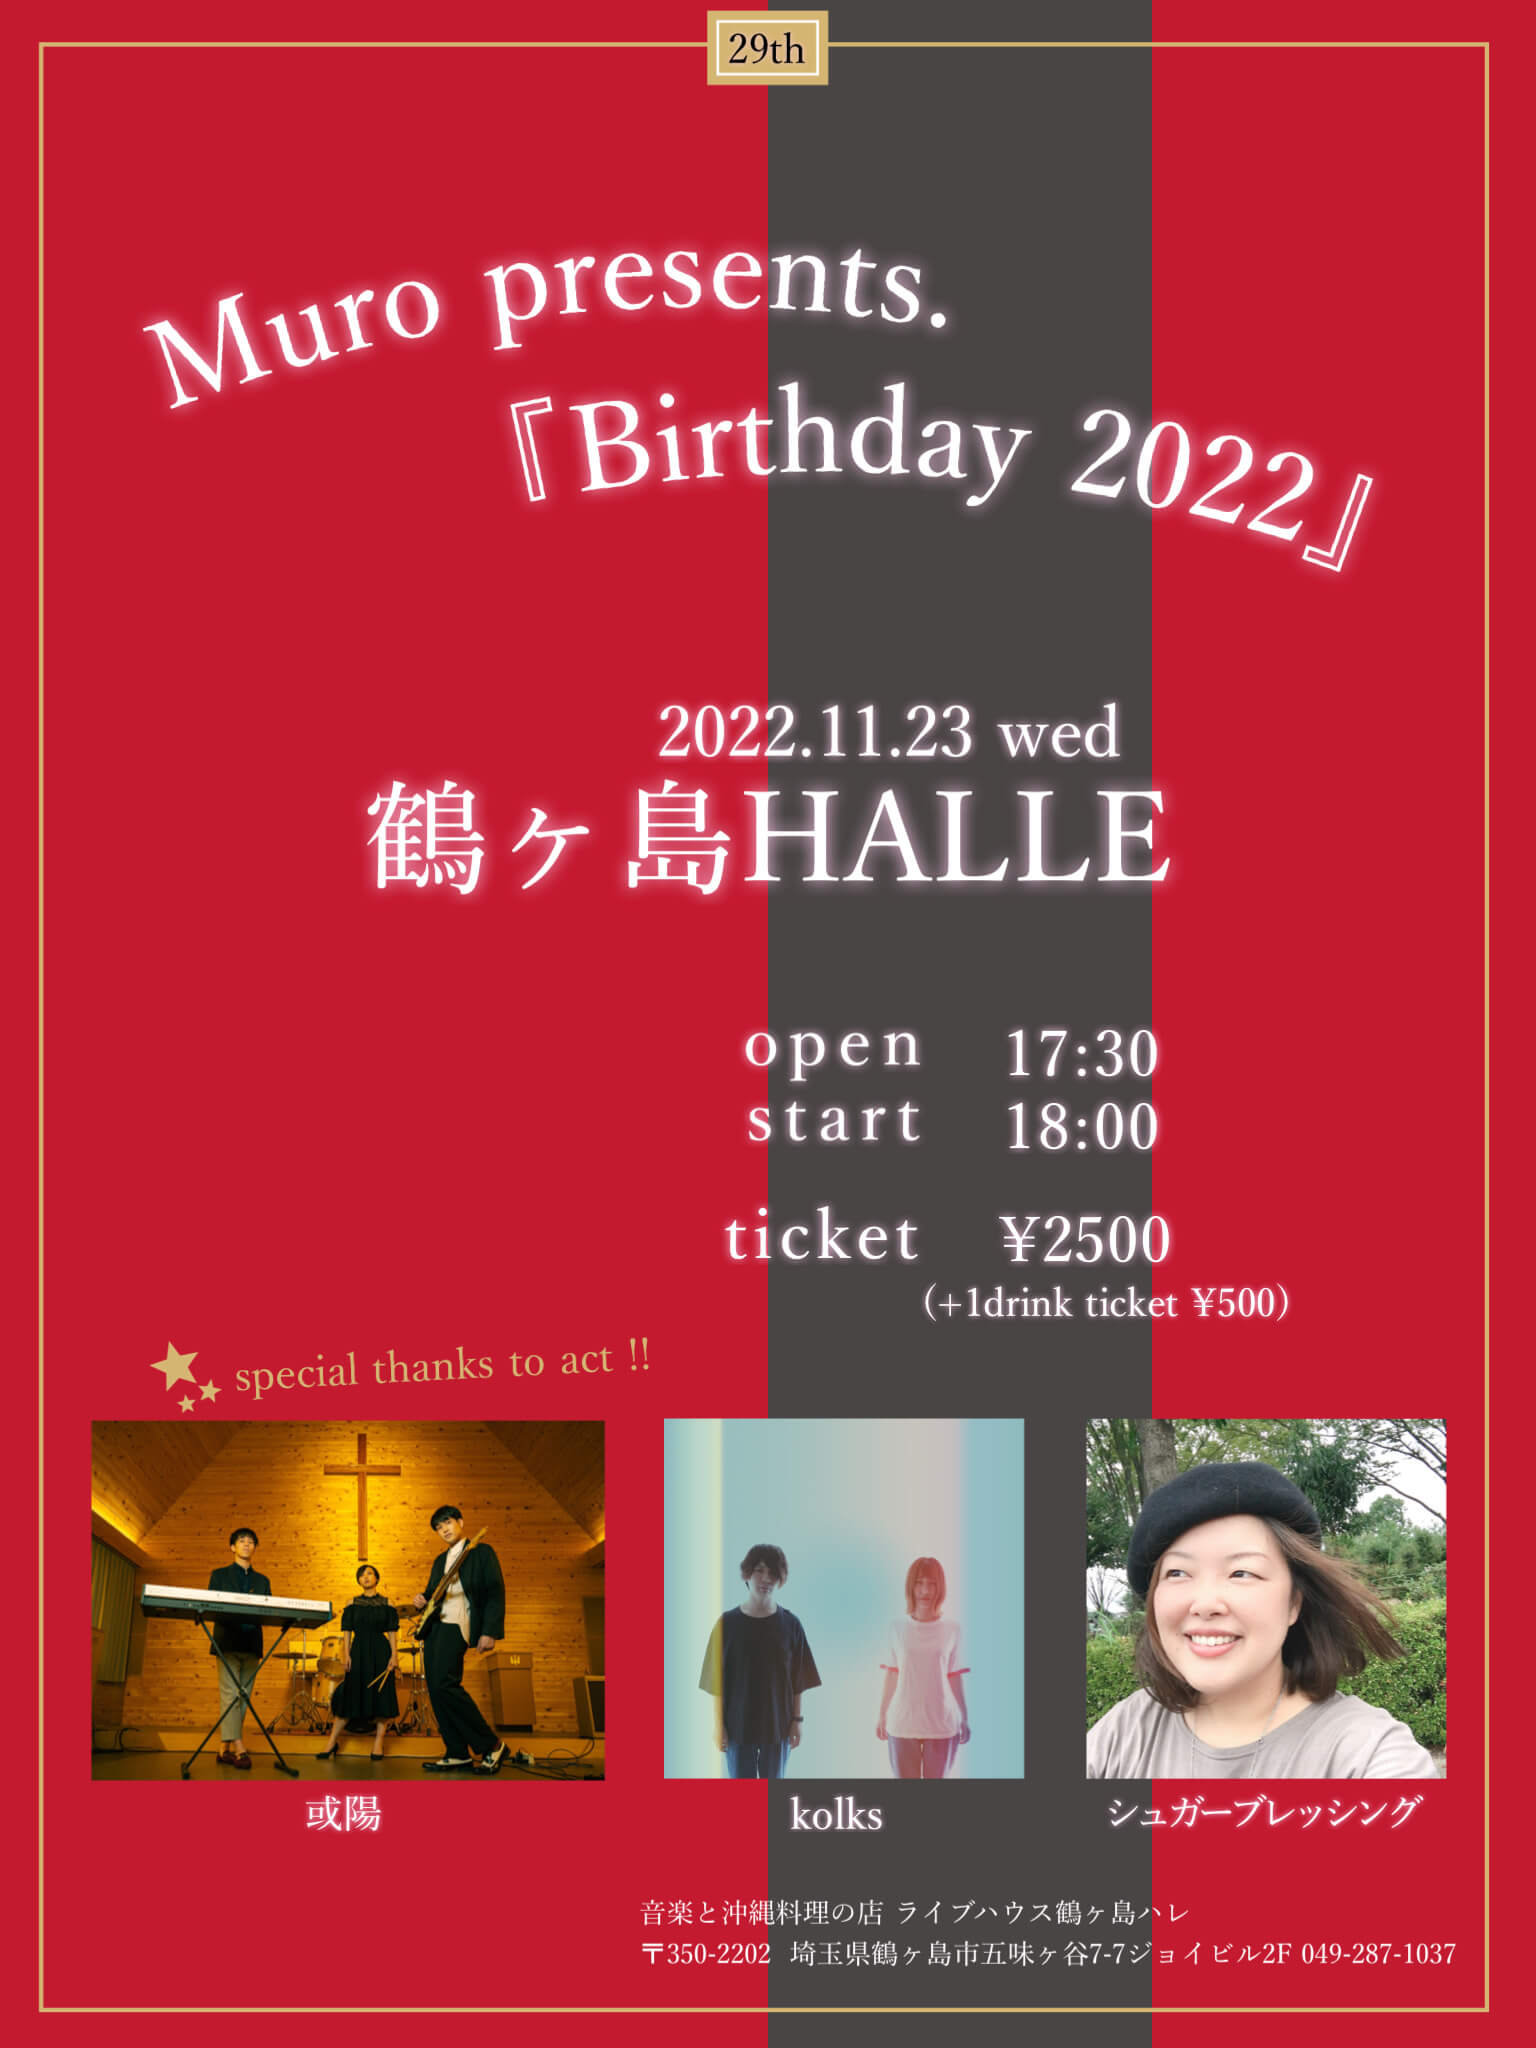 29th
Muro presents.
『Birthday 2022』
2022.11.23 wed
鶴ヶ島HALLE
open 17:30
start 18:00
ticket ¥2500
(+1drink ticket ¥500)
special thanks to act !!
或陽
kolks
シュガーブレッシング
音楽と沖縄料理の店 ライブハウス鶴ヶ島ハレ
〒350-2202 埼玉県鶴ヶ島市五味ヶ谷7-7ジョイビル2F 049-287-1037